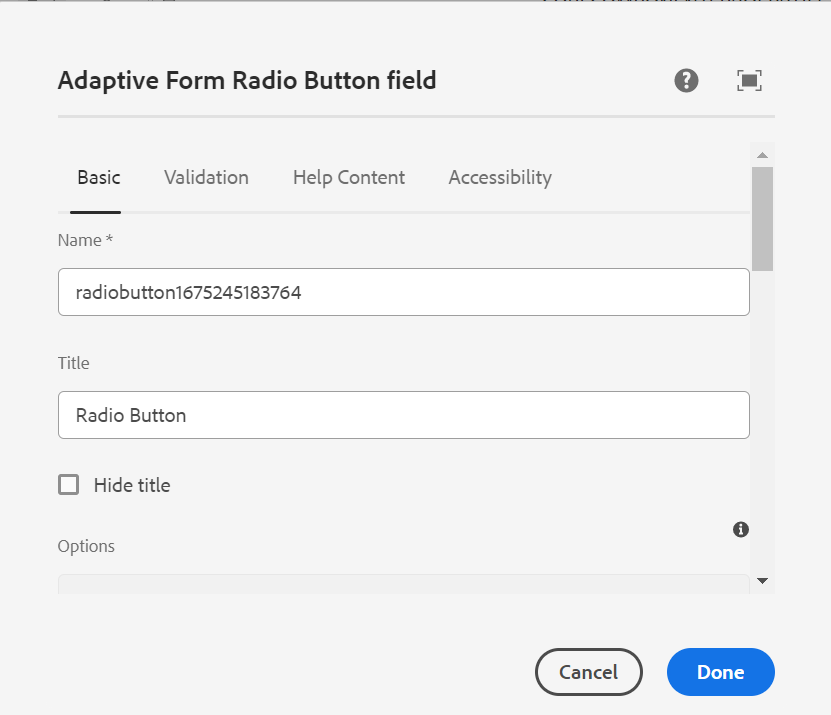 Adaptive Form Radio Button field
Basic Validation Help Content Accessibility
Name *
radiobutton1675245183764
Title
Radio Button
Hide title
Options
Cancel Done